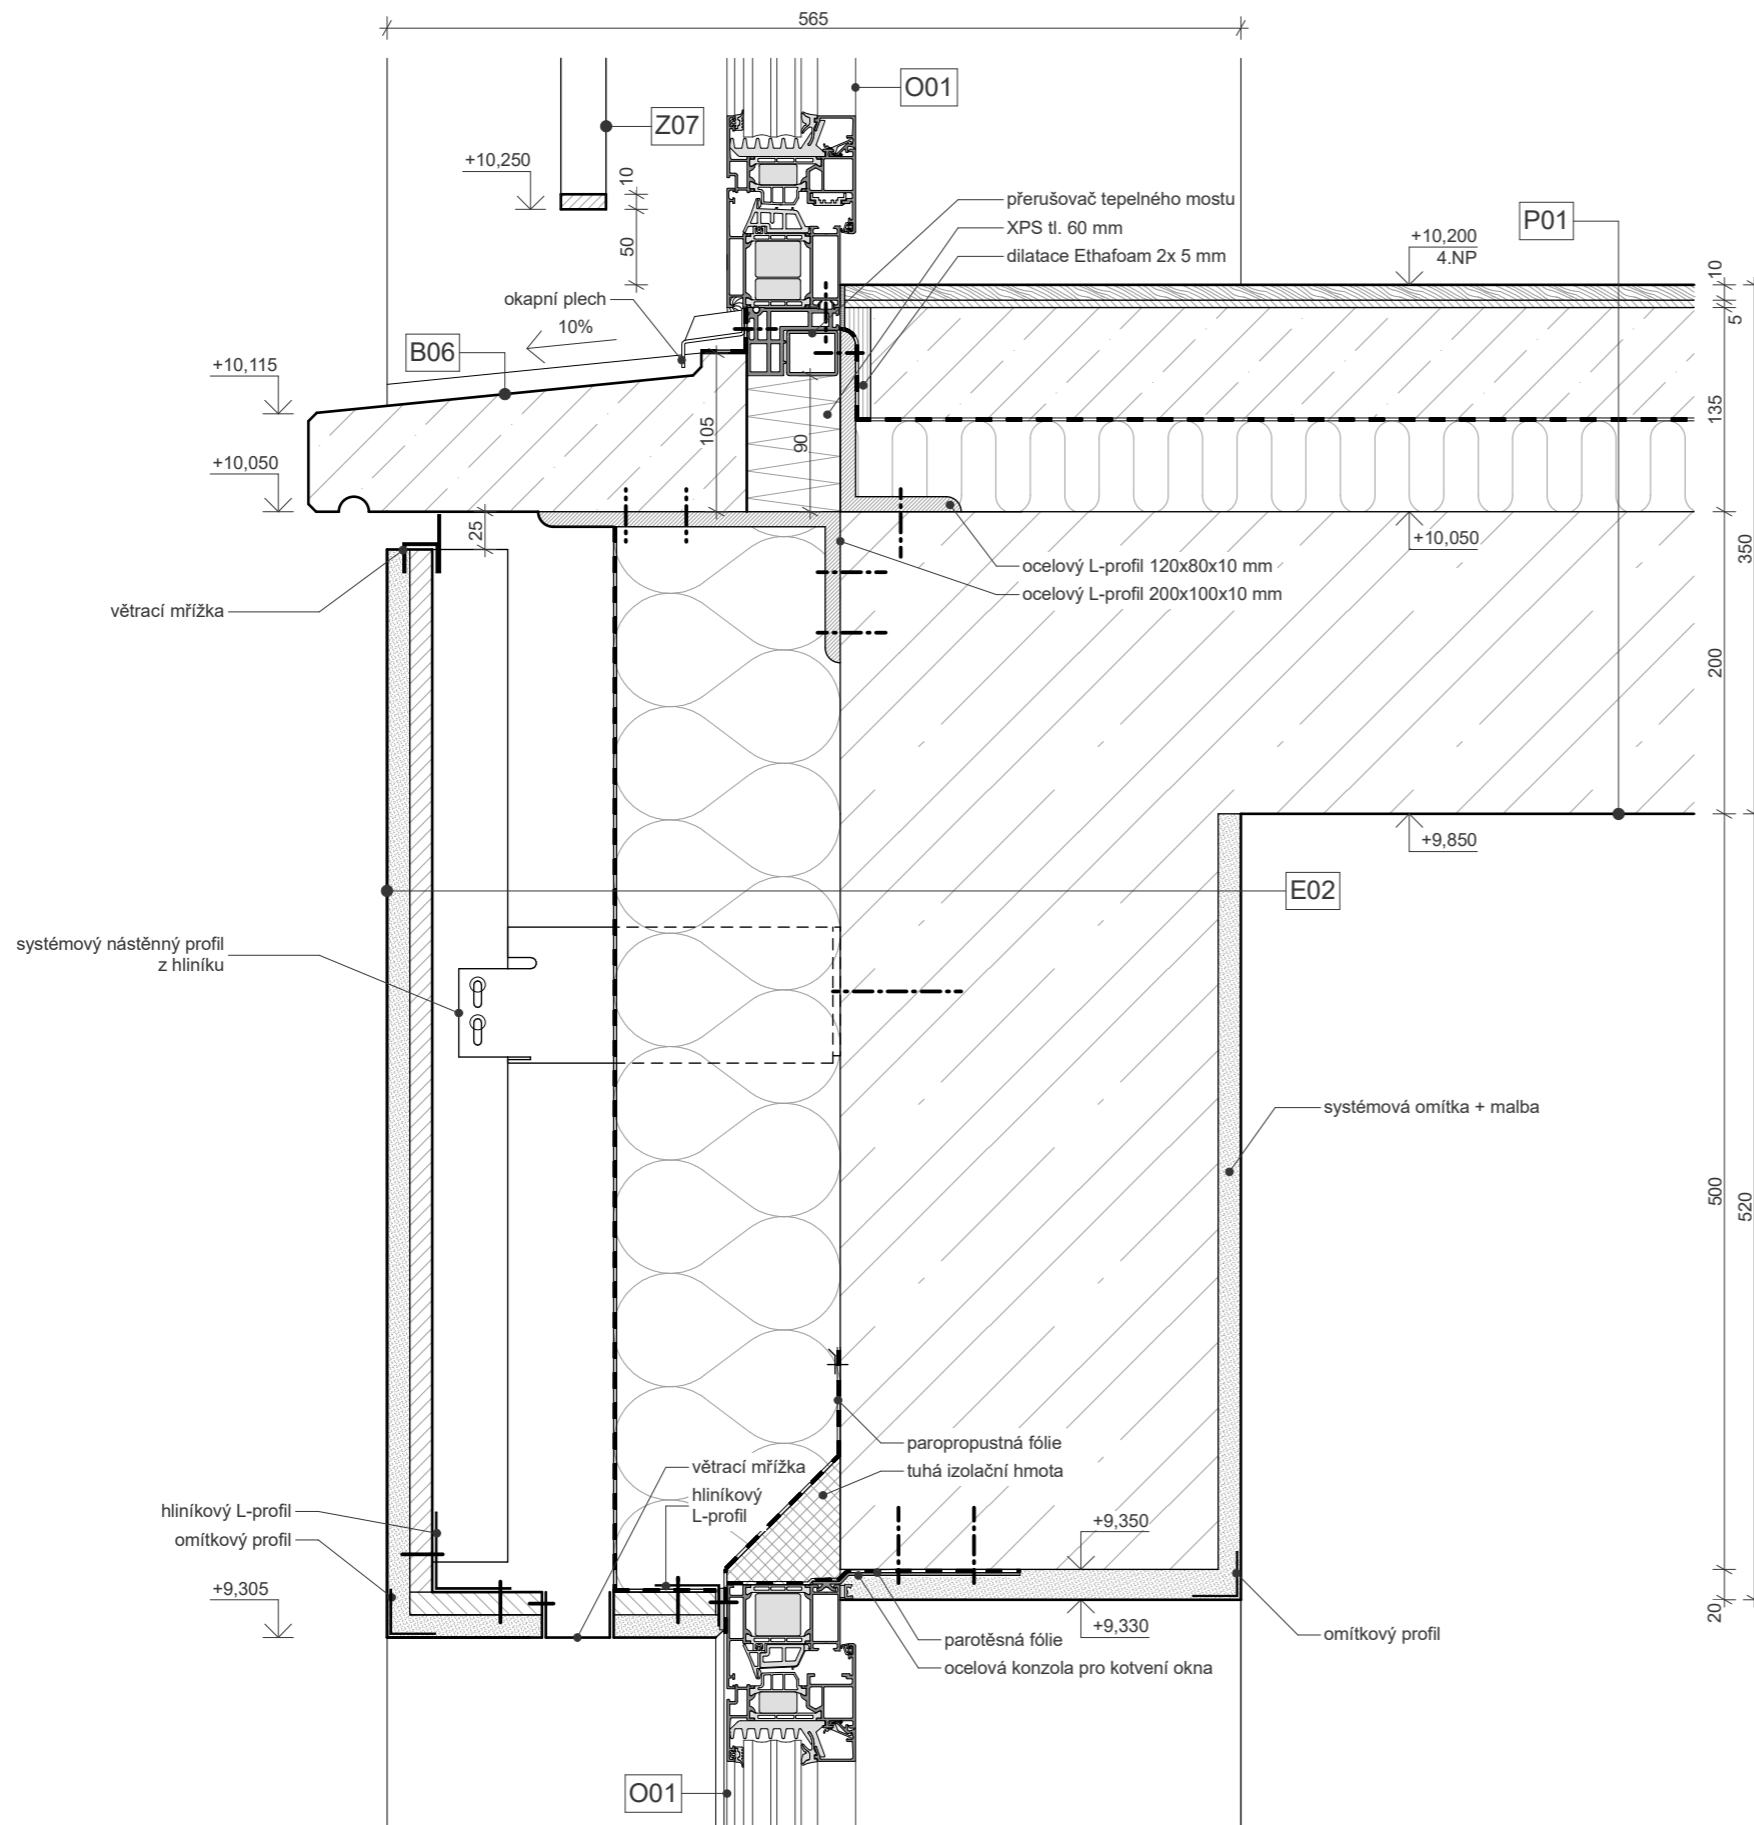 565
O01
Z07
+10,250
10
50
přerušovač tepelného mostu
XPS tl. 60 mm
dilatace Ethafoam 2x 5 mm
P01
+10,200
4.NP
10
5
okapní plech
10%
B06
+10,115
105
90
135
+10,050
25
+10,050
350
ocelový L-profil 120x80x10 mm
ocelový L-profil 200x100x10 mm
větrací mřížka
200
+9,850
E02
systémový nástěnný profil
z hliníku
systémová omítka + malba
500
520
paropropustná fólie
tuhá izolační hmota
větrací mřížka
hliníkový
L-profil
hliníkový L-profil
omítkový profil
+9,350
+9,305
20
+9,330
parotěsná fólie
ocelová konzola pro kotvení okna
omítkový profil
O01